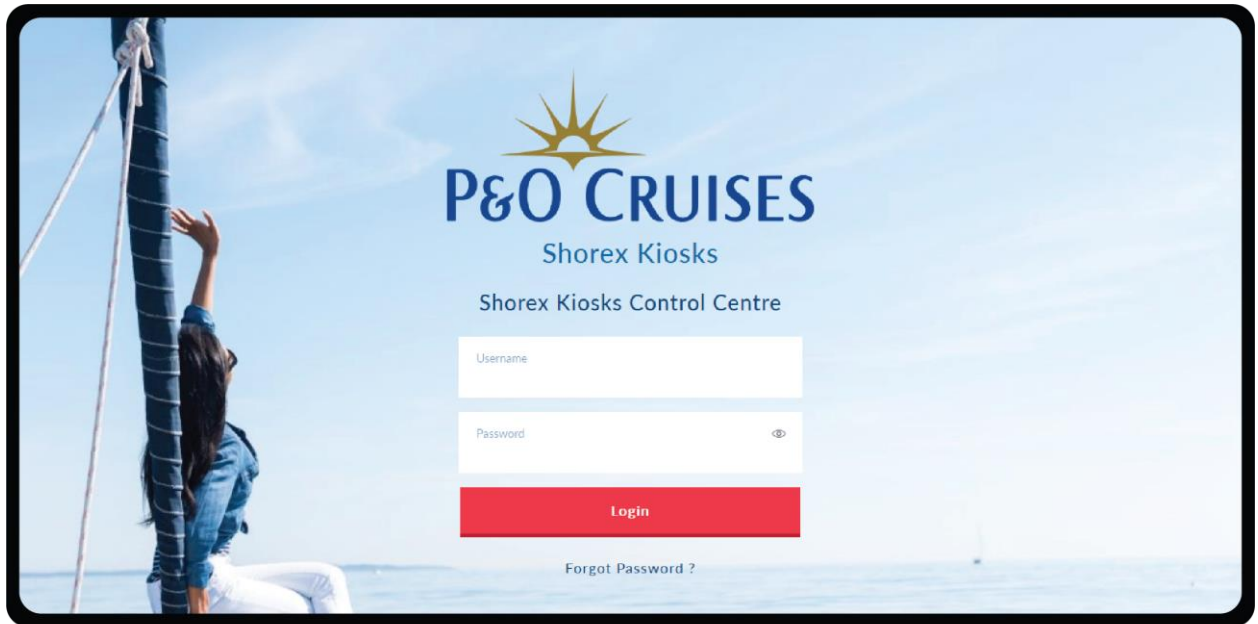 P&O CRUISES
Shorex Kiosks
Shorex Kiosks Control Centre
Username
Password
Login
Forgot Password ?